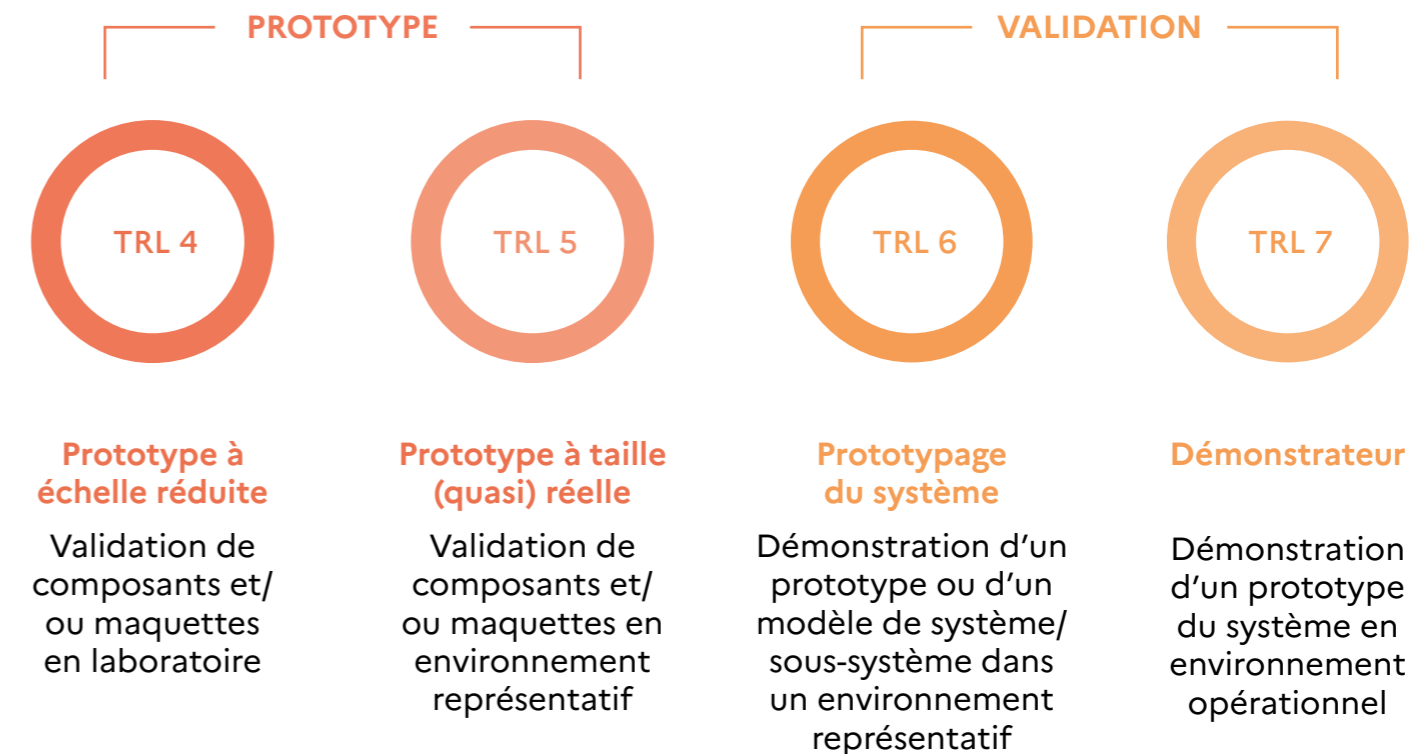 PROTOTYPE
VALIDATION
TRL 4
TRL 5
TRL 6
TRL 7
Prototype à
échelle réduite
Validation de
composants et/
ou maquettes
en laboratoire
Prototype à taille
(quasi) réelle
Validation de
composants et/
ou maquettes en
environnement
représentatif
Prototypage
du système
Démonstration d’un
prototype ou d’un
modèle de système/
sous-système dans
un environnement
représentatif
Démonstrateur
Démonstration
d’un prototype
du système en
environnement
opérationnel